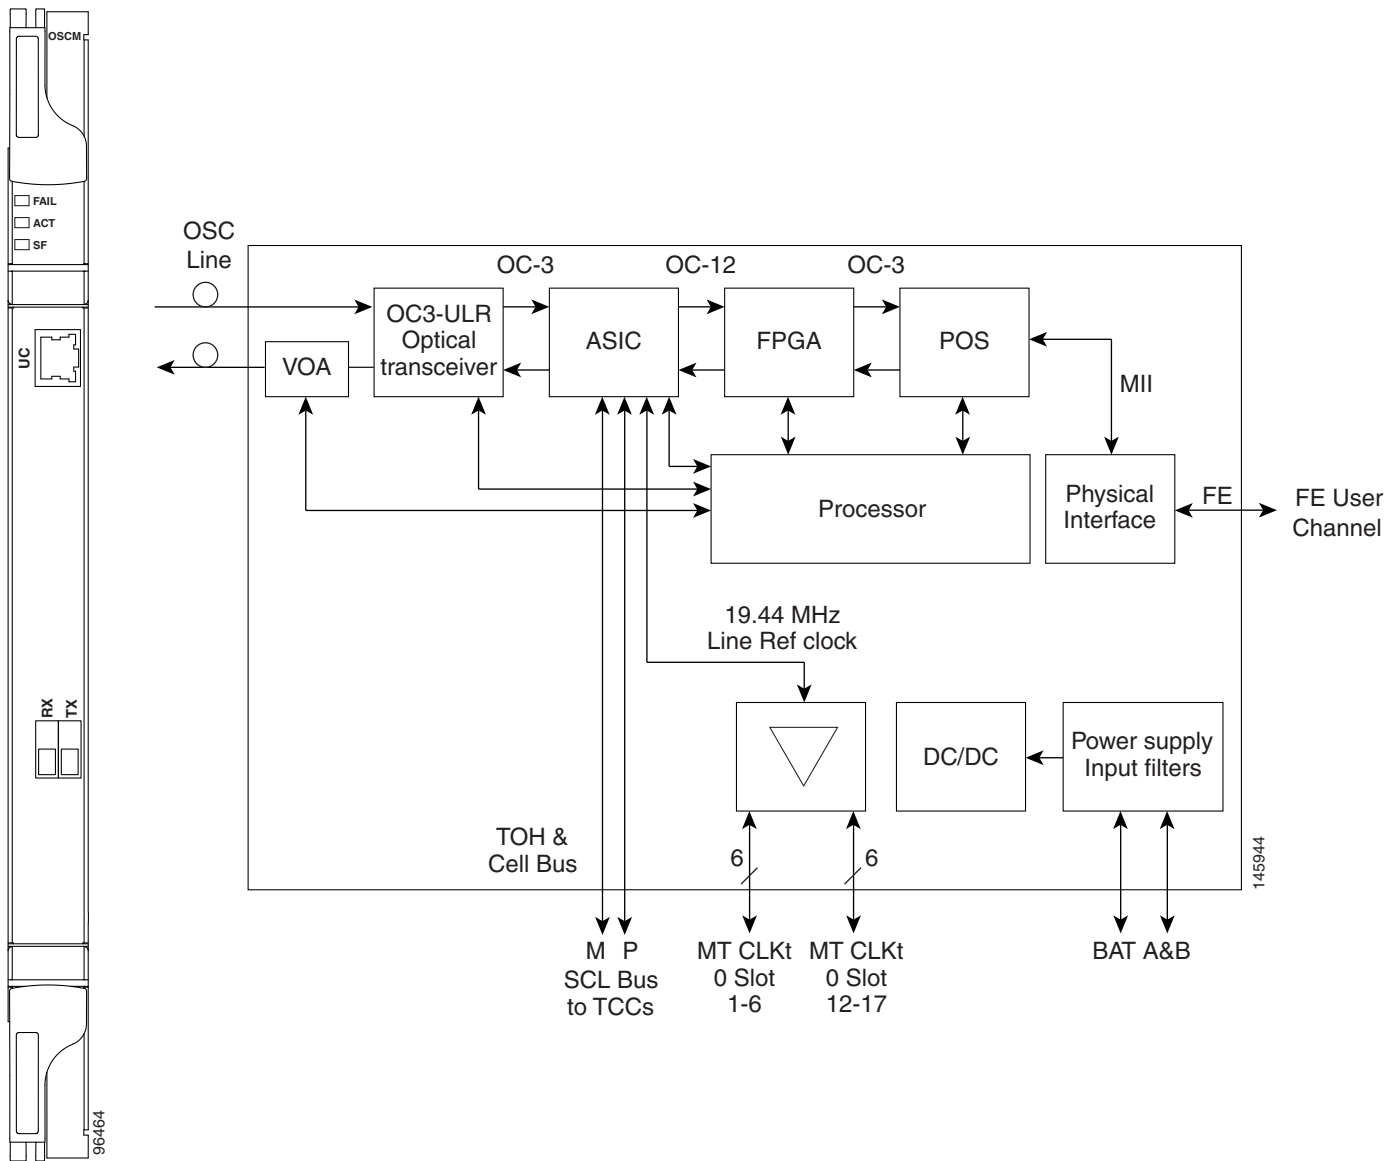 OSCM
FAIL
ACT
SF
UC
RX
TX
96464
OSC
Line
OC-3
OC-12
OC-3
OC3-ULR
Optical
transceiver
ASIC
FPGA
POS
VOA
MII
Processor
Physical
Interface
FE
FE User
Channel
19.44 MHz
Line Ref clock
DC/DC
Power supply
Input filters
TOH &
Cell Bus
6
6
145944
M P
SCL Bus
to TCCs
MT CLKt
0 Slot
1-6
MT CLKt
0 Slot
12-17
BAT A&B